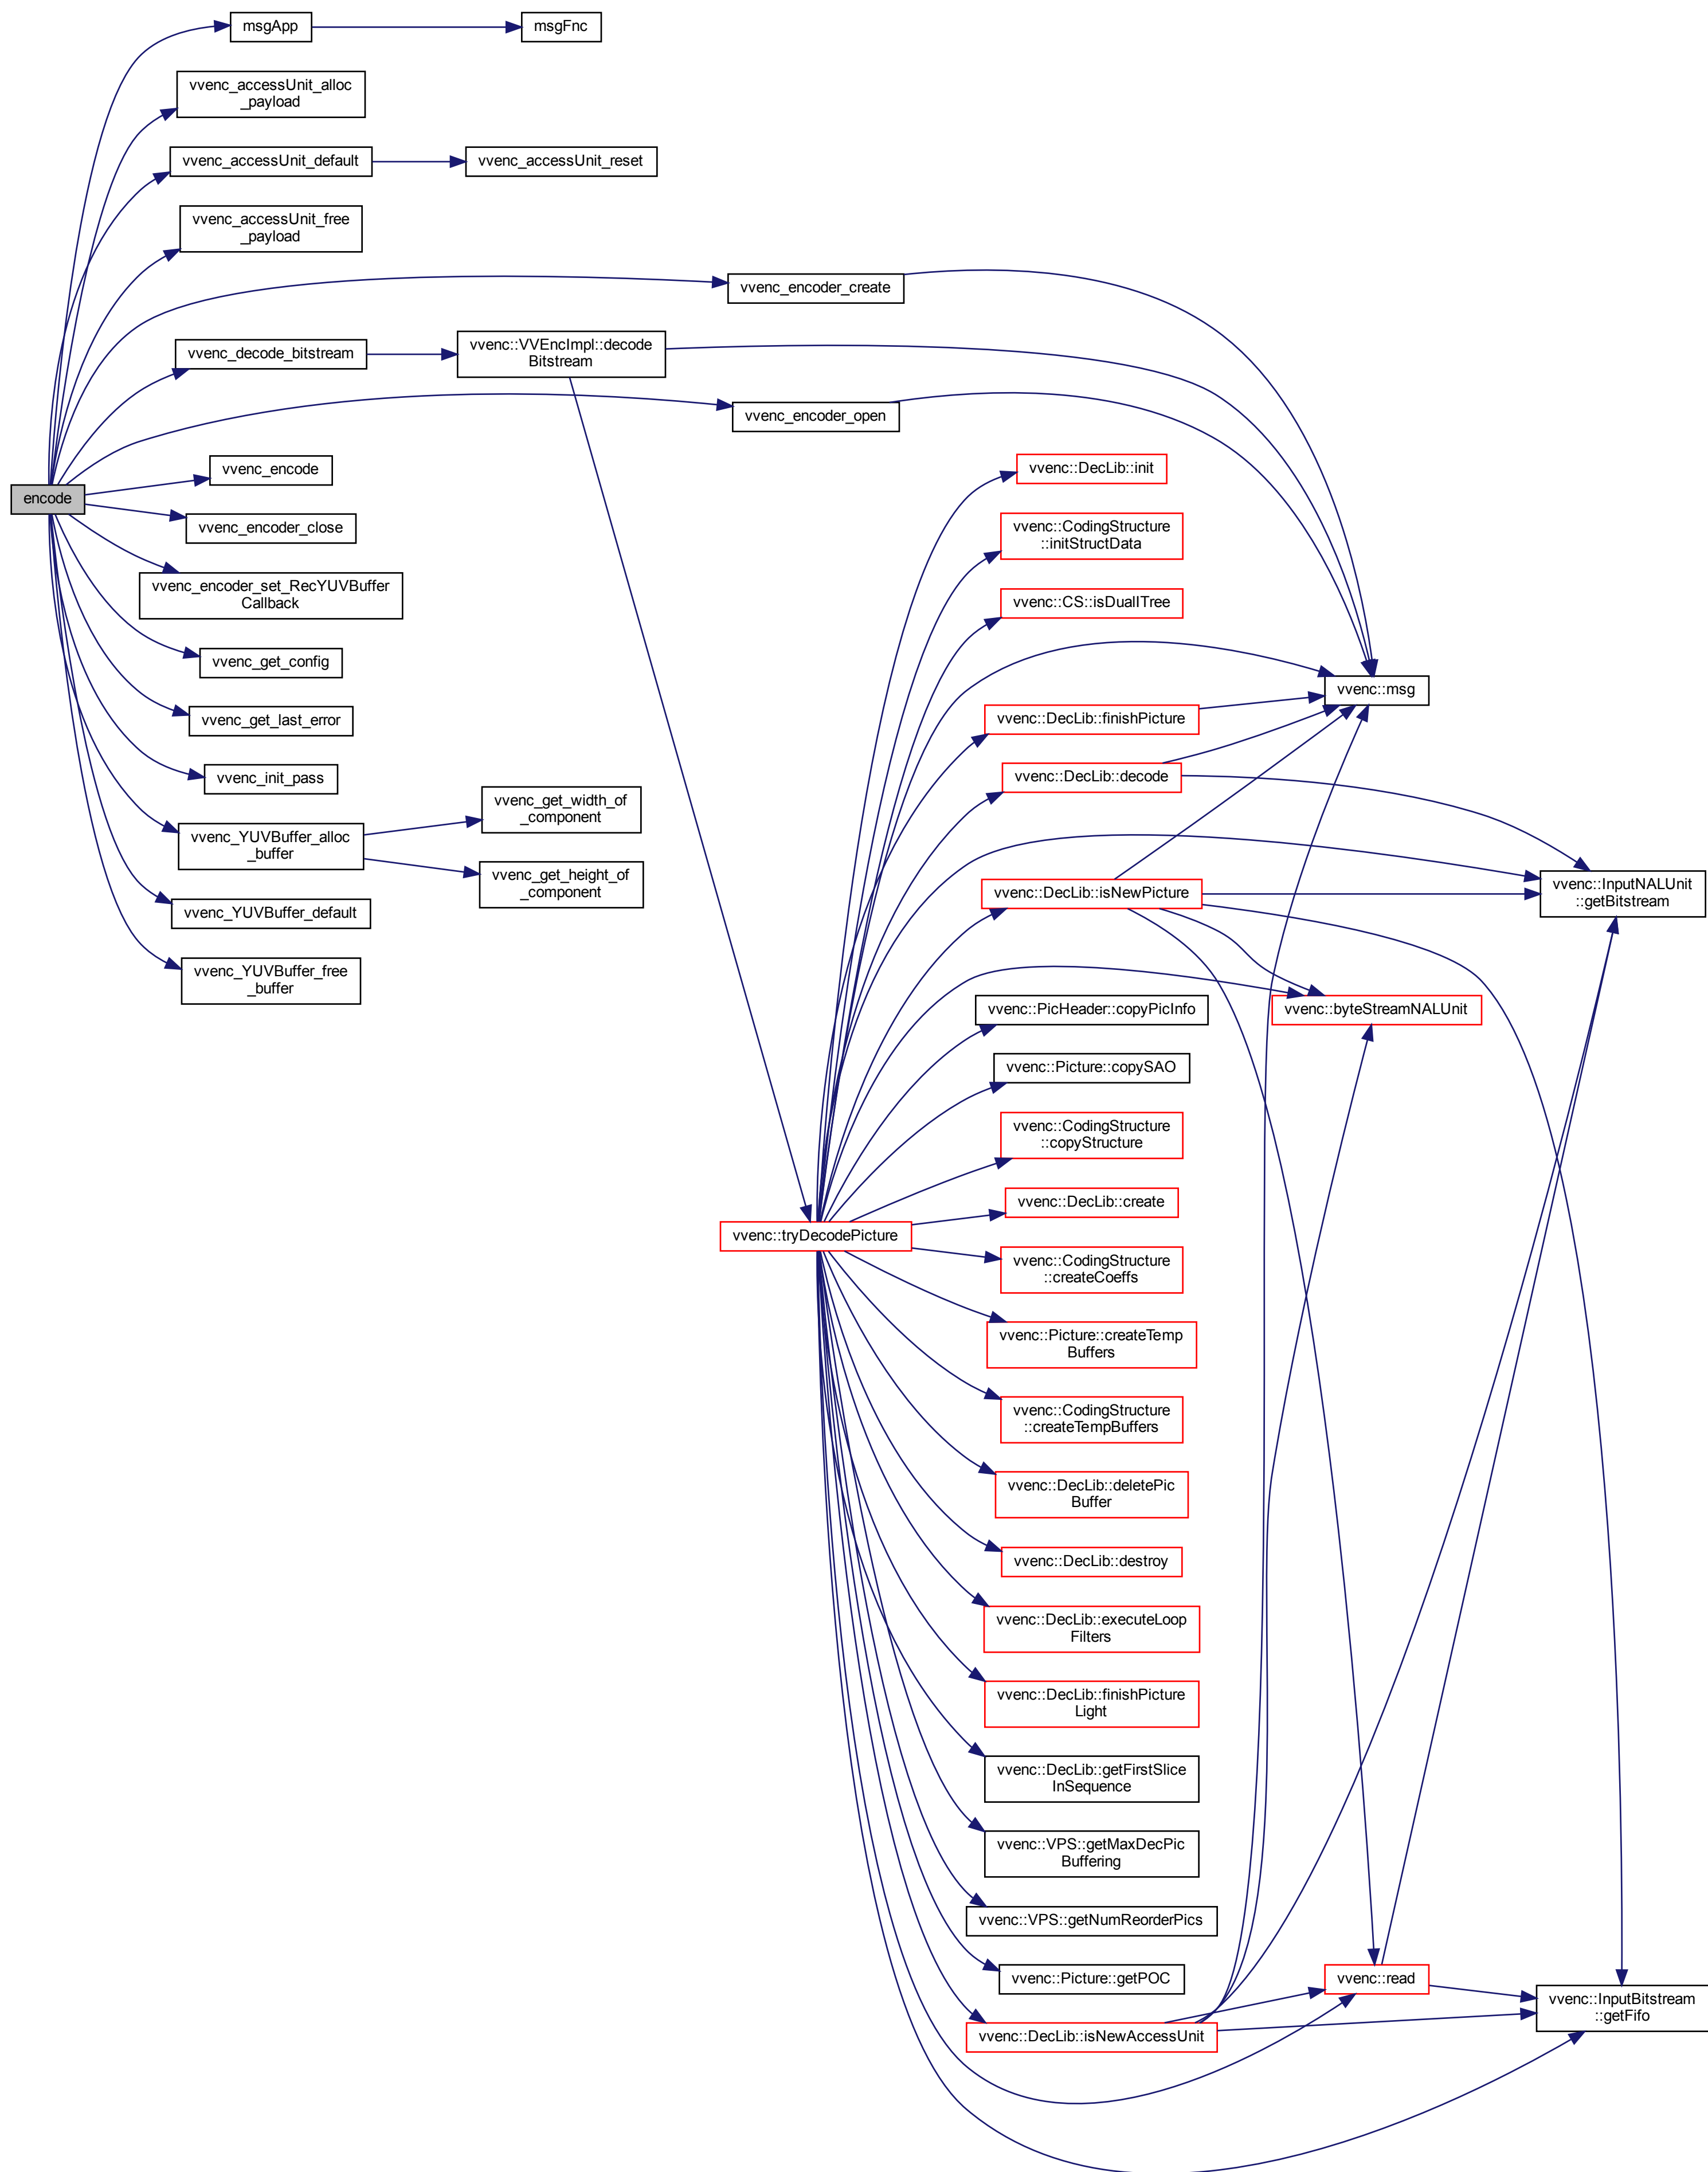 msgApp
msgFnc
vvenc_accessUnit_alloc
_payload
vvenc_accessUnit_default
vvenc_accessUnit_reset
vvenc_accessUnit_free
_payload
vvenc_encoder_create
vvenc_decode_bitstream
vvenc::VVEncImpl::decode
Bitstream
vvenc_encoder_open
vvenc_encode
encode
vvenc_encoder_close
vvenc_encoder_set_RecYUVBuffer
Callback
vvenc_get_config
vvenc_get_last_error
vvenc_init_pass
vvenc_YUVBuffer_alloc
_buffer
vvenc_get_width_of
_component
vvenc_get_height_of
_component
vvenc_YUVBuffer_default
vvenc_YUVBuffer_free
_buffer
vvenc::tryDecodePicture
vvenc::DecLib::init
vvenc::CodingStructure
::initStructData
vvenc::CS::isDualITree
vvenc::msg
vvenc::DecLib::finishPicture
vvenc::DecLib::decode
vvenc::DecLib::isNewPicture
vvenc::InputNALUnit
::getBitstream
vvenc::PicHeader::copyPicInfo
vvenc::byteStreamNALUnit
vvenc::Picture::copySAO
vvenc::CodingStructure
::copyStructure
vvenc::DecLib::create
vvenc::CodingStructure
::createCoeffs
vvenc::Picture::createTemp
Buffers
vvenc::CodingStructure
::createTempBuffers
vvenc::DecLib::deletePic
Buffer
vvenc::DecLib::destroy
vvenc::DecLib::executeLoop
Filters
vvenc::DecLib::finishPicture
Light
vvenc::DecLib::getFirstSlice
InSequence
vvenc::VPS::getMaxDecPic
Buffering
vvenc::VPS::getNumReorderPics
vvenc::Picture::getPOC
vvenc::read
vvenc::InputBitstream
::getFifo
vvenc::DecLib::isNewAccessUnit